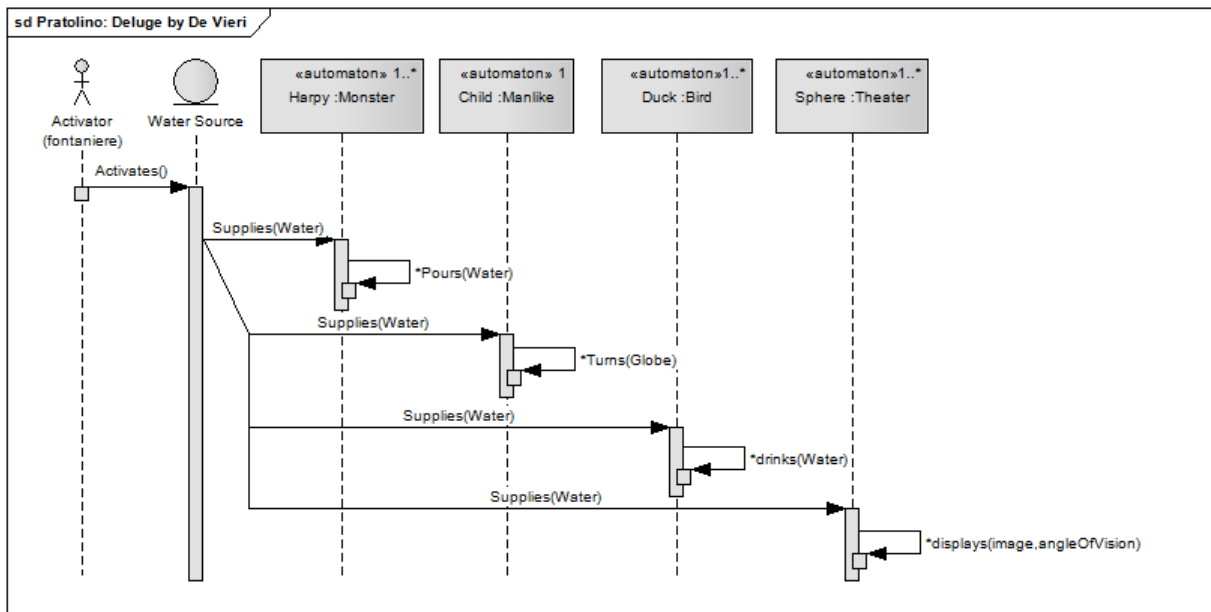 sd Pratolino: Deluge by De Vieri
Activator
(fontaniere)
Water Source
«automaton» 1..*
Harpy :Monster
«automaton» 1
Child :Manlike
«automaton»1..*
Duck :Bird
«automaton»1..*
Sphere :Theater
Activates()
Supplies(Water)
*Pours(Water)
Supplies(Water)
*Turns(Globe)
Supplies(Water)
*drinks(Water)
Supplies(Water)
*displays(image,angleOfVision)